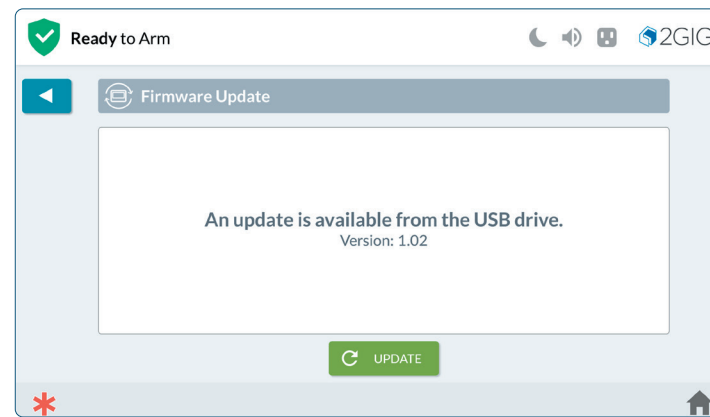 Ready to Arm
2GIG
Firmware Update
An update is available from the USB drive.
Version: 1.02
UPDATE